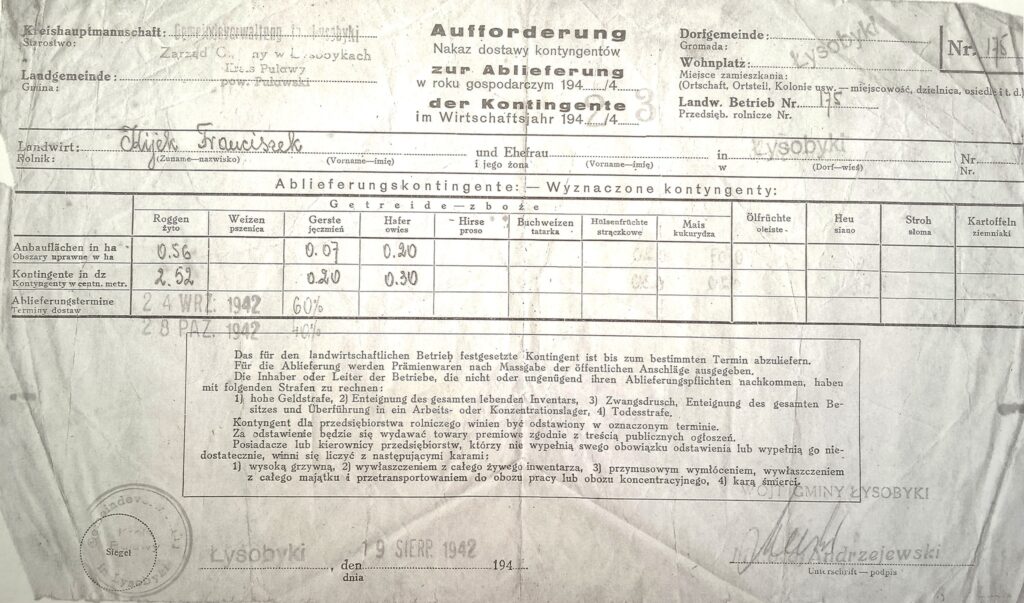 Kreishauptmannschaft: Gemeindeverwaltung in Łysobyki
Starostwo:
Zarząd Gminy w Łysobykach
Kreis Puławy
Landgemeinde:
Gmina:
pow. Puławski
Aufforderung
Nakaz dostawy kontyngentów
zur Ablieferung
w roku gospodarczym 194...../4.....
der Kontingente
im Wirtschaftsjahr 1942/43
Dorfgemeinde:
Gromada:
Łysobyki
Wohnplatz:
Miejsce zamieszkania:
(Ortschaft, Ortsteil, Kolonie usw. — miejscowość, dzielnica, osiedle i t. d.)
Landw. Betrieb Nr. 175
Przedsięb. rolnicze Nr.
Nr. 175
Landwirt: Kijek Franciszek und Ehefrau in Łysobyki Nr.
Rolnik: (Zuname—nazwisko) (Vorname—imię) i jego żona (Vorname—imię) w (Dorf—wieś) Nr.
Ablieferungskontingente: — Wyznaczone kontyngenty:
Getreide—zboże
Roggen Weizen Gerste Hafer Hirse Buchweizen Hülsenfrüchte Mais Ölfrüchte Heu Stroh Kartoffeln
żyto pszenica jęczmień owies proso tatarka strączkowe kukurydza oleiste siano słoma ziemniaki
Anbauflächen in ha 0.56 0.07 0.20
Obszary uprawne w ha
Kontingente in dz 2.52 0.20 0.30
Kontyngenty w centn. metr.
Ablieferungstermine 24 WRZ. 1942 60%
Terminy dostaw
28 PAZ. 1942 40%
Das für den landwirtschaftlichen Betrieb festgesetzte Kontingent ist bis zum bestimmten Termin abzuliefern.
Für die Ablieferung werden Prämienwaren nach Massgabe der öffentlichen Anschläge ausgegeben.
Die Inhaber oder Leiter der Betriebe, die nicht oder ungenügend ihren Ablieferungspflichten nachkommen, haben
mit folgenden Strafen zu rechnen:
1) hohe Geldstrafe, 2) Enteignung des gesamten lebenden Inventars, 3) Zwangsdrusch, Enteignung des gesamten Be-
sitzes und Überführung in ein Arbeits- oder Konzentrationslager, 4) Todesstrafe.
Kontyngent dla przedsiębiorstwa rolniczego winien być odstawiony w oznaczonym terminie.
Za odstawienie będzie się wydawać towary premiowe zgodnie z treścią publicznych ogłoszeń.
Posiadacze lub kierownicy przedsiębiorstw, którzy nie wypełnią swego obowiązku odstawienia lub wypełnią go nie-
dostatecznie, winni się liczyć z następującymi karami:
1) wysoką grzywną, 2) wywłaszczeniem z całego żywego inwentarza, 3) przymusowym wymłóceniem, wywłaszczeniem
z całego majątku i przetransportowaniem do obozu pracy lub obozu koncentracyjnego, 4) karą śmierci.
WÓJT GMINY ŁYSOBYKI
Siegel
Łysobyki, den 19 SIERP. 1942 194.....
dnia
Andrzejewski
Unterschrift — podpis